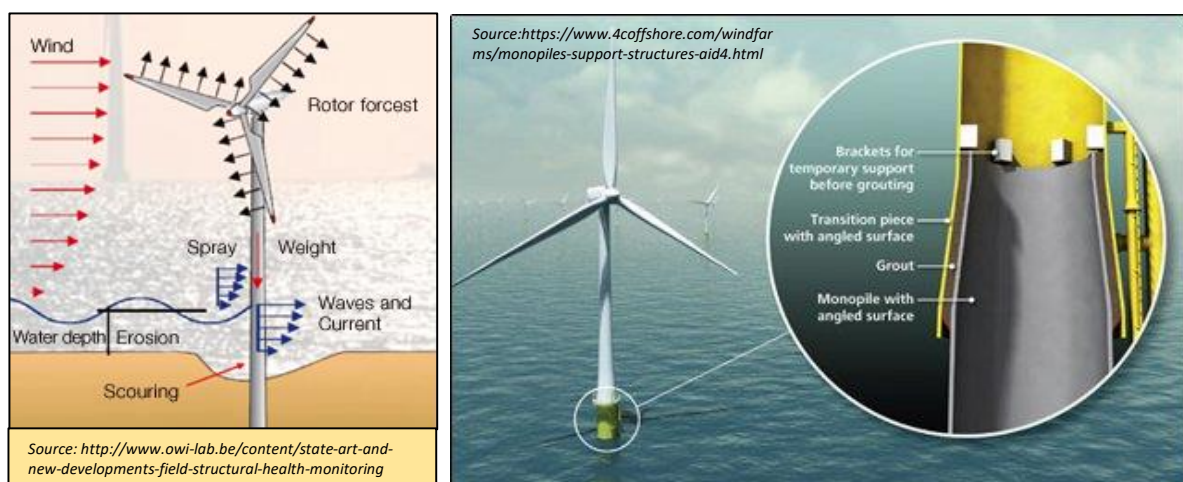 Wind
Rotor forcest
Spray
Weight
Waves and
Current
Water depth
Erosion
Scouring
Source: http://www.owi-lab.be/content/state-art-and-
new-developments-field-structural-health-monitoring
Source:https://www.4coffshore.com/windfar
ms/monopiles-support-structures-aid4.html
Brackets for
temporary support
before grouting
Transition piece
with angled surface
Grout
Monopile with
angled surface